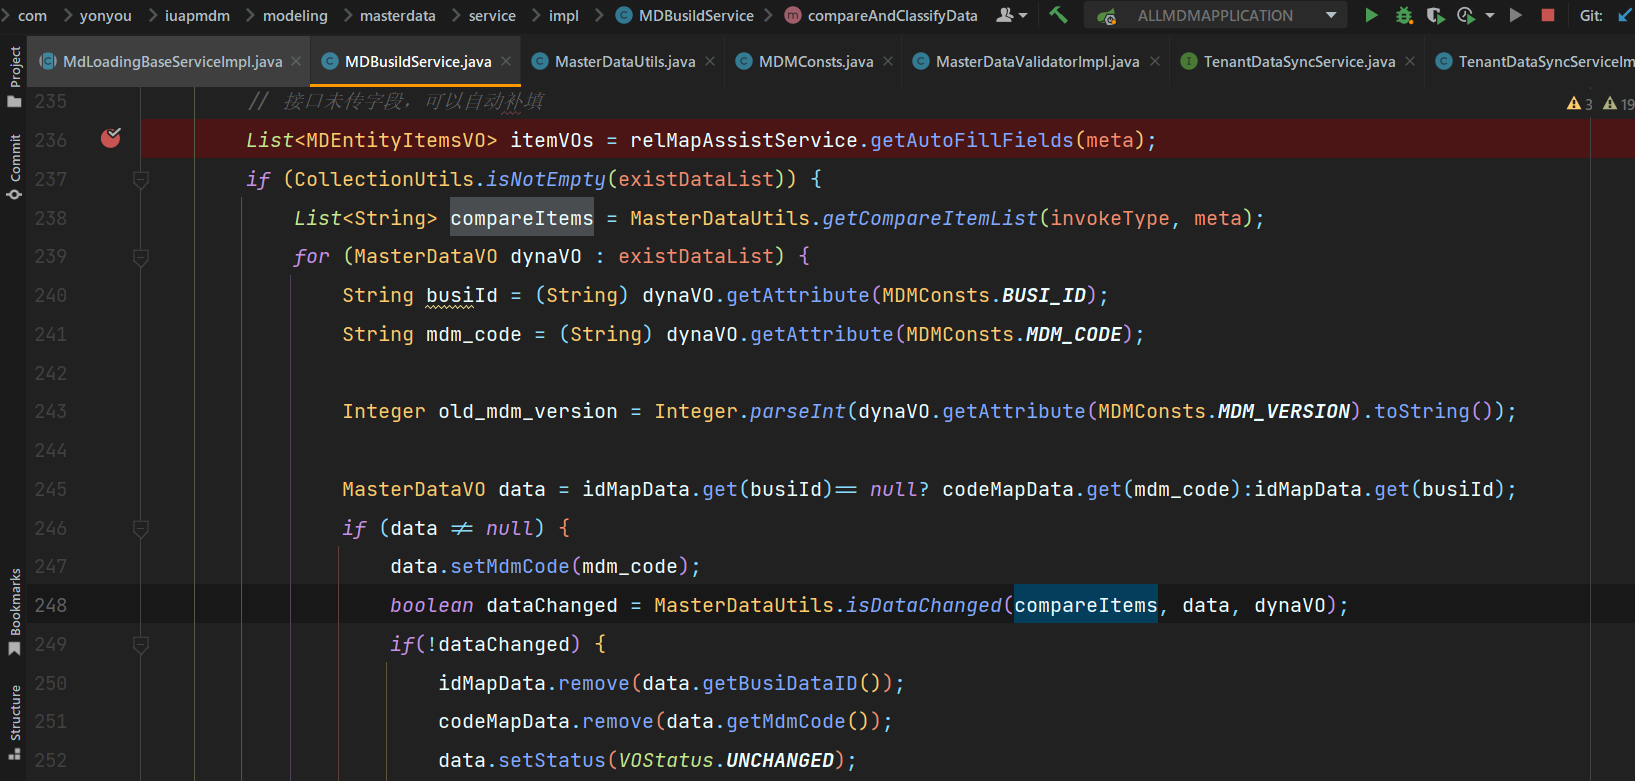 com yonyou iuapmdm modeling masterdata service impl MDBusildService compareAndClassifyData ALLMDMAPPLICATION Git:
MdLoadingBaseServiceImpl.java MDBusildService.java MasterDataUtils.java MDMConsts.java MasterDataValidatorImpl.java TenantDataSyncService.java TenantDataSyncServiceIm
Project
Commit
Bookmarks
Structure
3 19
235 // 接口未传字段，可以自动补填
236 List<MDEntityItemsVO> itemVOs = relMapAssistService.getAutoFillFields(meta);
237 if (CollectionUtils.isNotEmpty(existDataList)) {
238 List<String> compareItems = MasterDataUtils.getCompareItemList(invokeType, meta);
239 for (MasterDataVO dynaVO : existDataList) {
240 String busiId = (String) dynaVO.getAttribute(MDMConsts.BUSI_ID);
241 String mdm_code = (String) dynaVO.getAttribute(MDMConsts.MDM_CODE);
242
243 Integer old_mdm_version = Integer.parseInt(dynaVO.getAttribute(MDMConsts.MDM_VERSION).toString());
244
245 MasterDataVO data = idMapData.get(busiId)== null? codeMapData.get(mdm_code):idMapData.get(busiId);
246 if (data != null) {
247 data.setMdmCode(mdm_code);
248 boolean dataChanged = MasterDataUtils.isDataChanged(compareItems, data, dynaVO);
249 if(!dataChanged) {
250 idMapData.remove(data.getBusiDataID());
251 codeMapData.remove(data.getMdmCode());
252 data.setStatus(VOStatus.UNCHANGED);